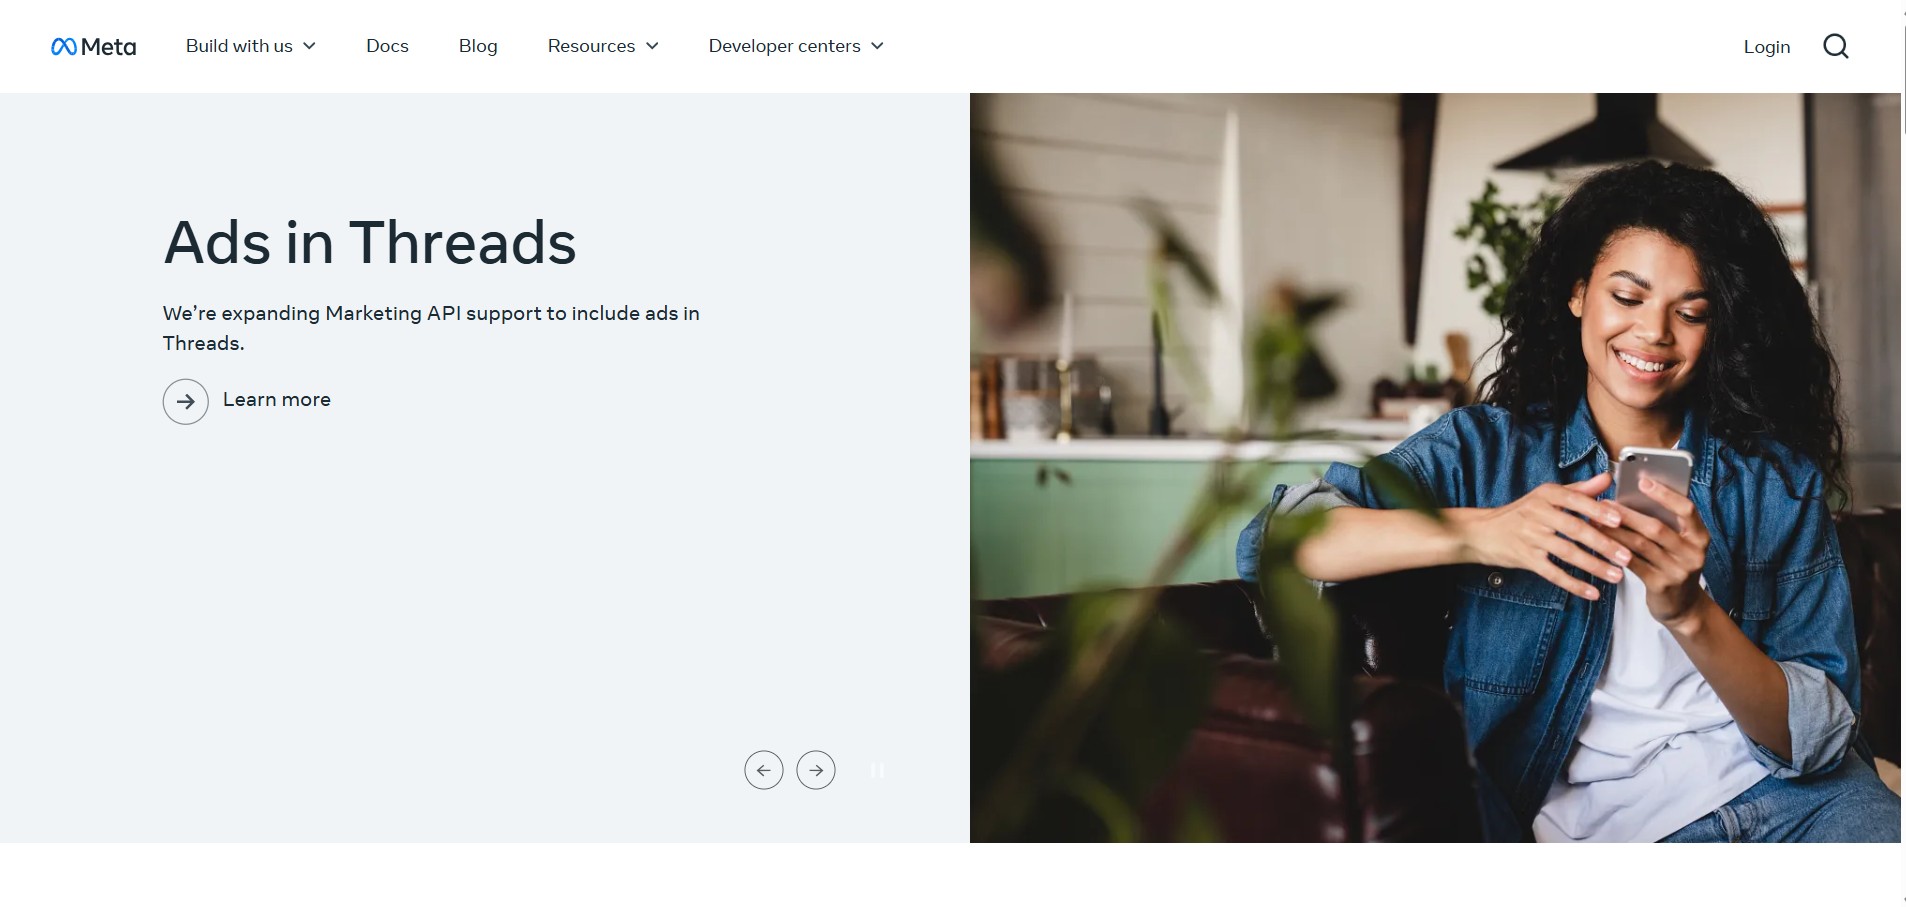 Meta
Build with us
Docs
Blog
Resources
Developer centers
Login
Ads in Threads
We’re expanding Marketing API support to include ads in
Threads.
Learn more